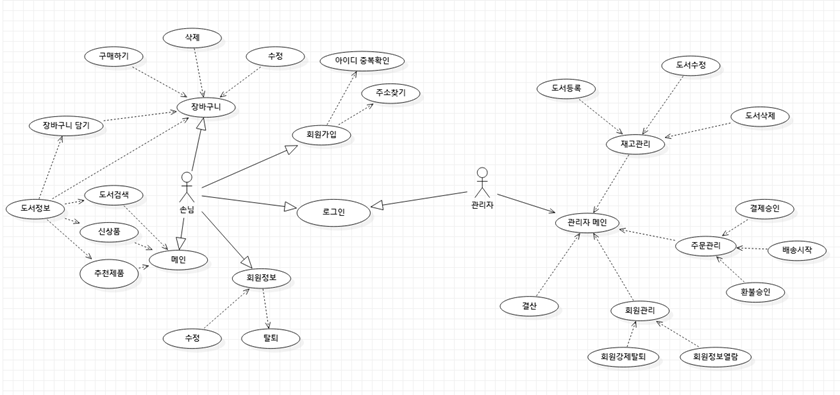 삭제
구매하기
수정
아이디 중복확인
주소찾기
장바구니
장바구니 담기
회원가입
도서수정
도서등록
도서삭제
재고관리
손님
관리자
도서정보
도서검색
신상품
추천제품
메인
로그인
회원정보
수정
탈퇴
관리자 메인
결제승인
주문관리
배송시작
환불승인
결산
회원관리
회원강제탈퇴
회원정보열람